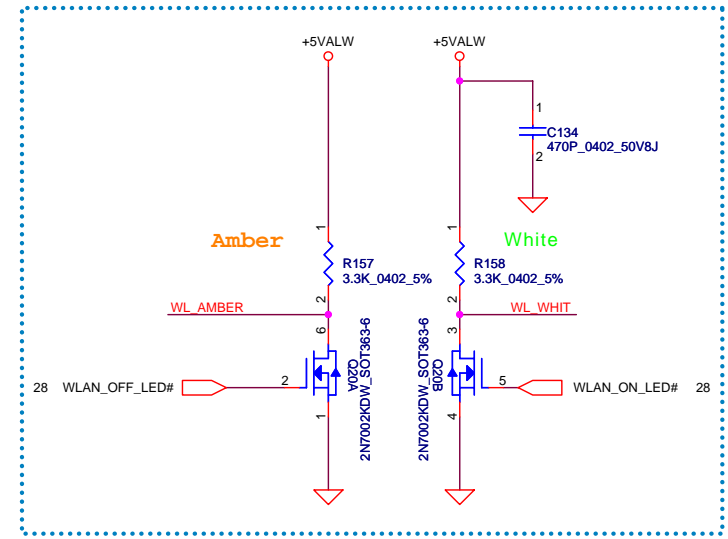 +5VALW
+5VALW
1
C134
470P_0402_50V8J
2
Amber
White
1
R157
3.3K_0402_5%
2
1
R158
3.3K_0402_5%
2
WL_AMBER
WL_WHIT
6
3
28 WLAN_OFF_LED#
2
Q20A
2N7002KDW_SOT363-6
1
Q20B
2N7002KDW_SOT363-6
5
WLAN_ON_LED# 28
4